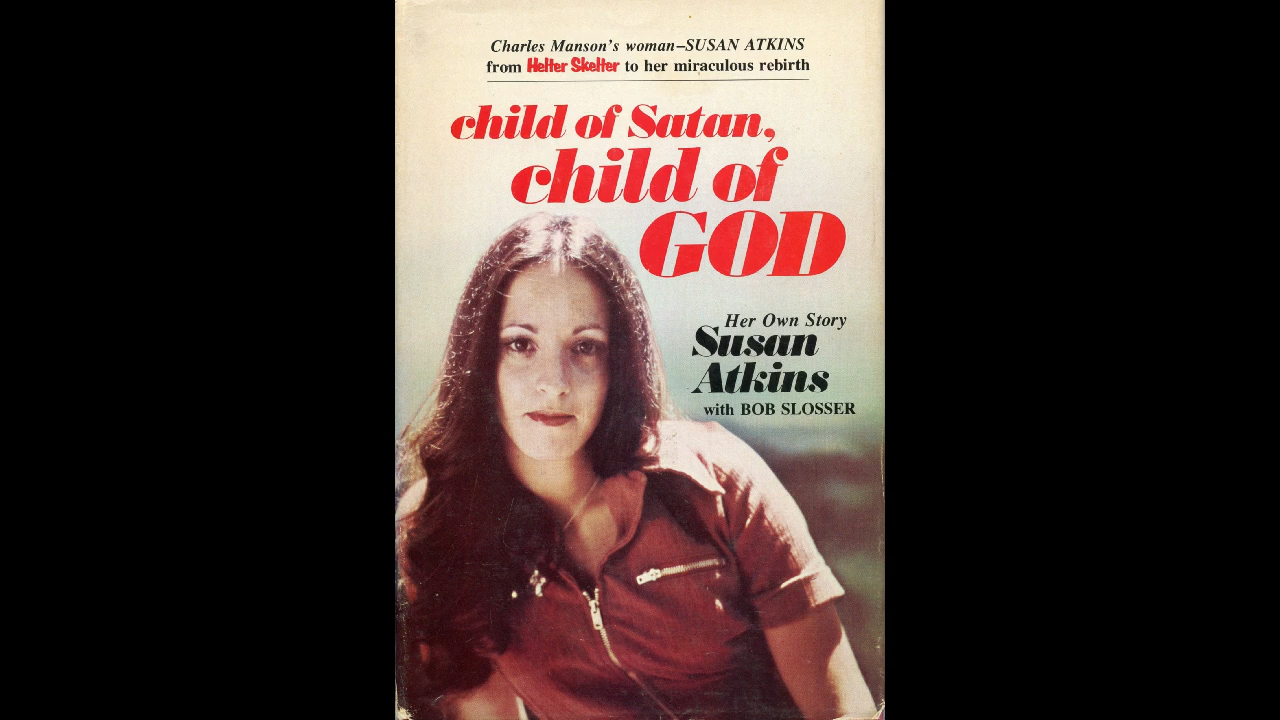 Charles Manson's woman–SUSAN ATKINS
from Helter Skelter to her miraculous rebirth
child of Satan,
child of
GOD
Her Own Story
Susan
Atkins
with BOB SLOSSER